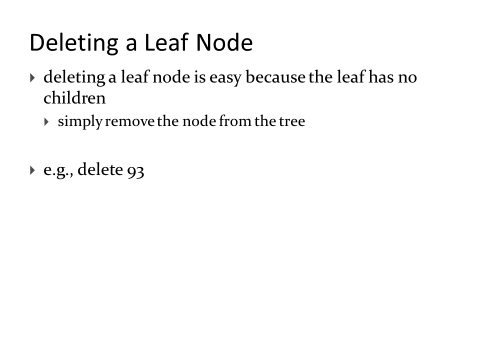 Deleting a Leaf Node
deleting a leaf node is easy because the leaf has no
children
simply remove the node from the tree
e.g., delete 93